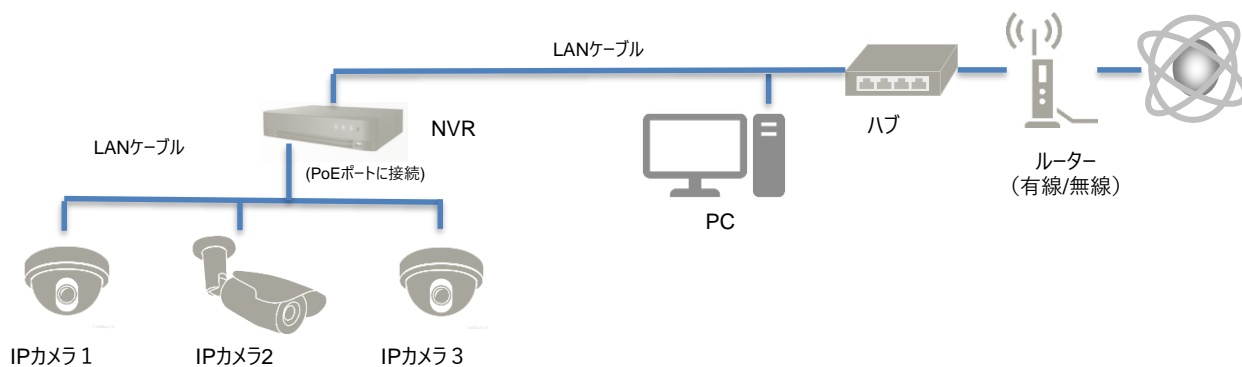 LANケーブル
NVR
ハブ
LANケーブル
(PoEポートに接続)
ルーター
（有線/無線）
PC
IPカメラ 1
IPカメラ2
IPカメラ 3